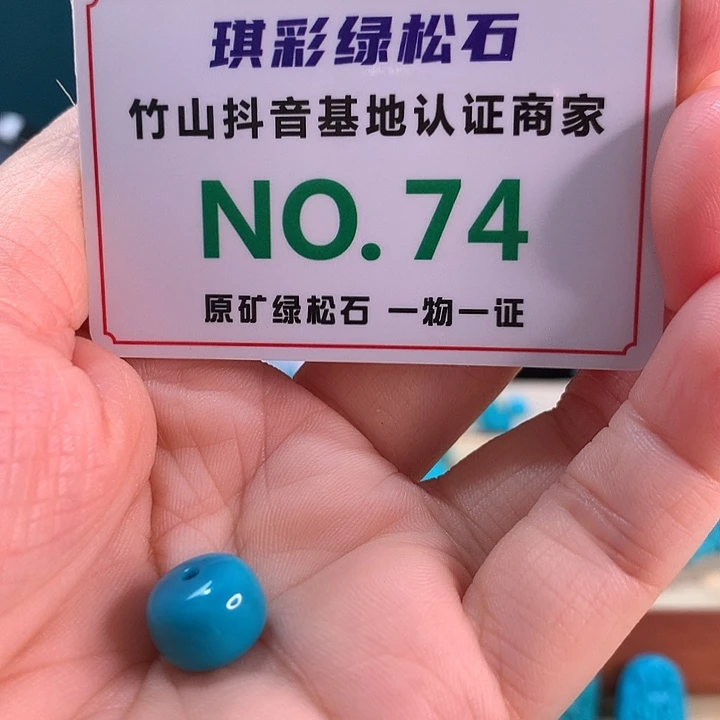 琪彩绿松石
竹山抖音基地认证商家
NO.74
原矿绿松石 一物一证